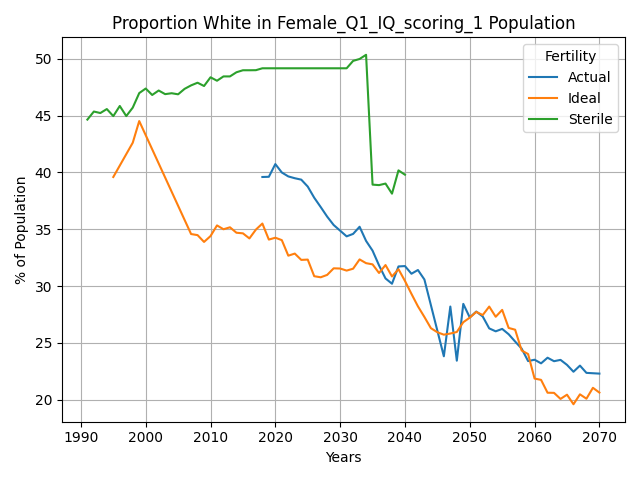 Proportion White in Female_Q1_IQ_scoring_1 Population
% of Population
50
45
40
35
30
25
20
Fertility
Actual
Ideal
Sterile
1990 2000 2010 2020 2030 2040 2050 2060 2070
Years